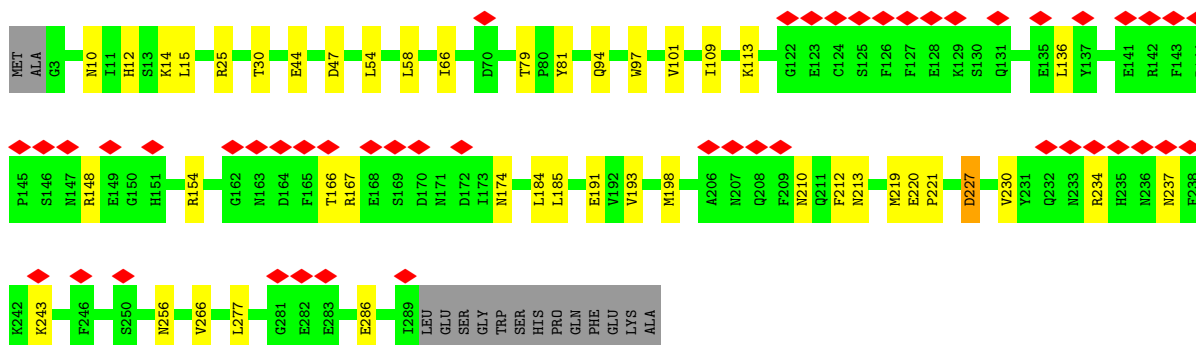 MET ALA G3 N10 I11 H12 S13 K14 L15 R25 T30 E44 D47 L54 L58 I66 D70 T79 P80 Y81 Q94 W97 V101 I109 K113 G122 E123 C124 S125 F126 F127 E128 K129 S130 Q131 E135 L136 Y137 E141 R142 F143
P145 S146 N147 R148 E149 G150 H151 R154 G162 N163 D164 F165 T166 R167 E168 S169 D170 N171 D172 I173 N174 L184 L185 E191 V192 V193 M198 A206 N207 Q208 F209 N210 Q211 F212 N213 M219 E220 P221 D227 V230 Y231 Q232 N233 R234 H235 N236 N237 F238
K242 K243 F246 S250 N256 V266 L277 G281 E282 E283 E286 I289 LEU GLU SER GLY TRP SER HIS PRO GLN PHE GLU LYS ALA